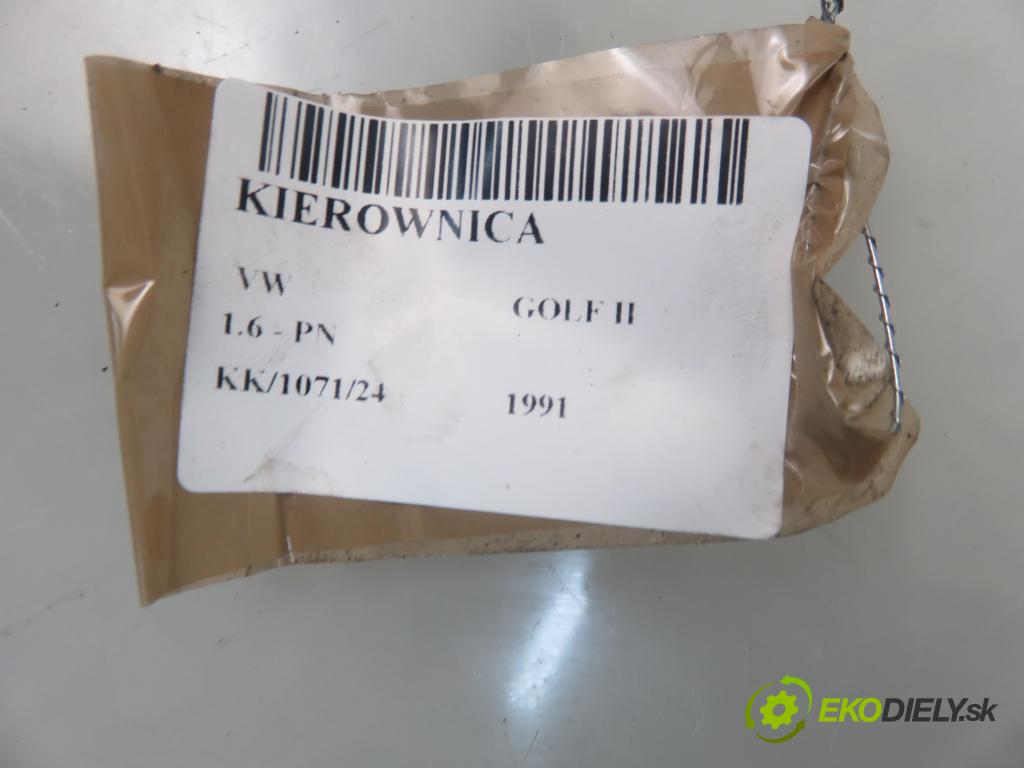 KIEROWNICA
VW GOLF II
1.6 - PN
KK/1071/24 1991
EKODIELY.sk